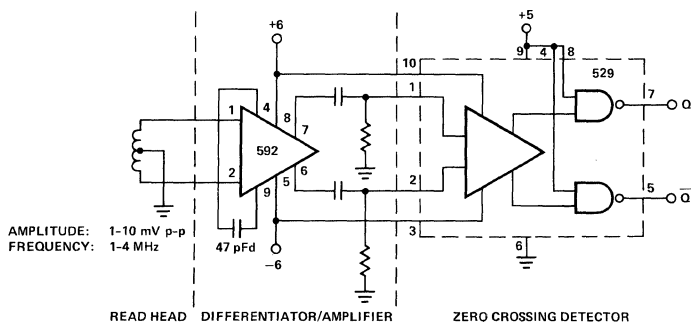 +6
+5
9 4 8
10
529
1
4
8
7
1
7
Q
592
2
6
5
9
2
5
Q̅
3
6
47 pFd
−6
AMPLITUDE: 1–10 mV p-p
FREQUENCY: 1–4 MHz
READ HEAD DIFFERENTIATOR/AMPLIFIER ZERO CROSSING DETECTOR